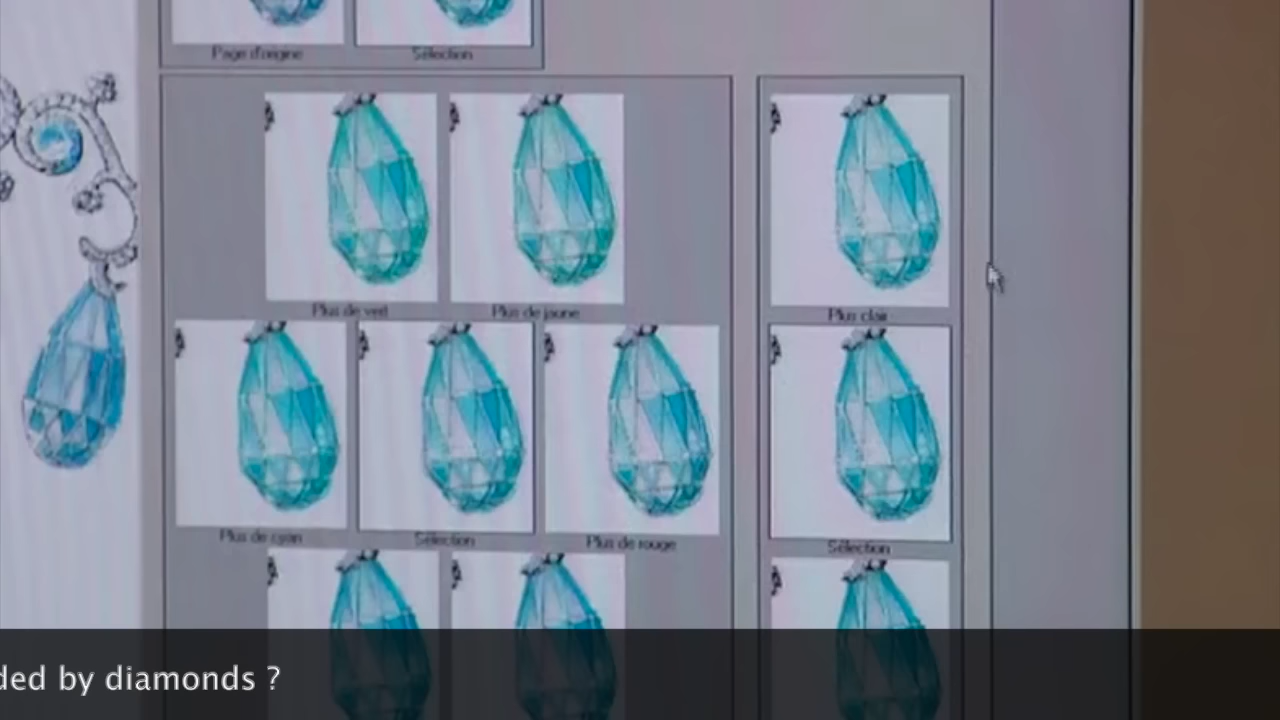 Page d'origine
Sélection
Plus de vert
Plus de jaune
Plus clair
Plus de cyan
Sélection
Plus de rouge
Sélection
ded by diamonds ?